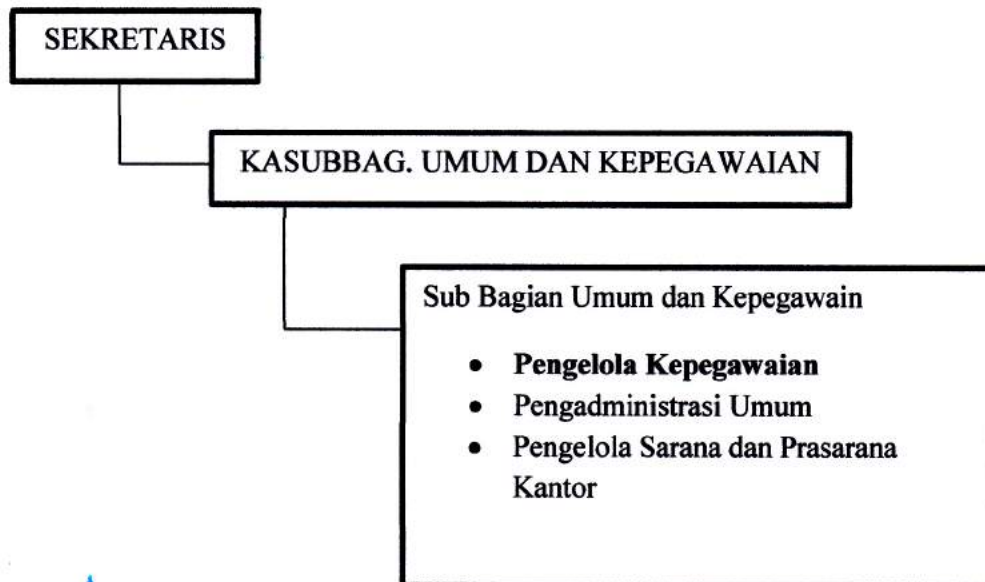 SEKRETARIS
KASUBBAG. UMUM DAN KEPEGAWAIAN
Sub Bagian Umum dan Kepegawain
• Pengelola Kepegawaian
• Pengadministrasi Umum
• Pengelola Sarana dan Prasarana
Kantor